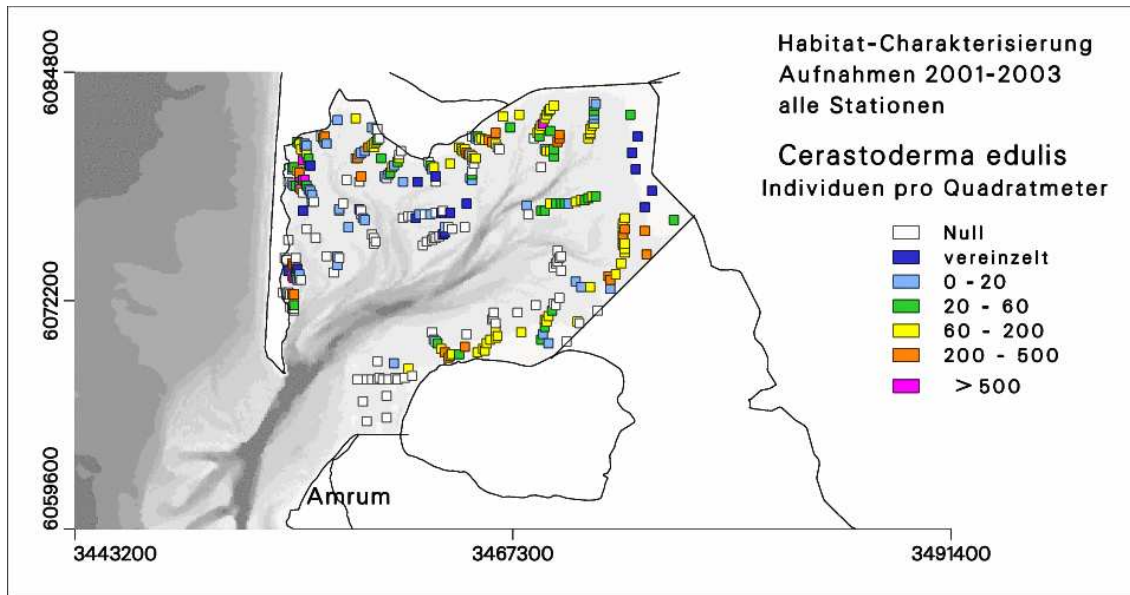 Habitat-Charakterisierung
Aufnahmen 2001-2003
alle Stationen
Cerastoderma edulis
Individuen pro Quadratmeter
Null
vereinzelt
0 - 20
20 - 60
60 - 200
200 - 500
> 500
6084800
6072200
6059600
Amrum
3443200
3467300
3491400